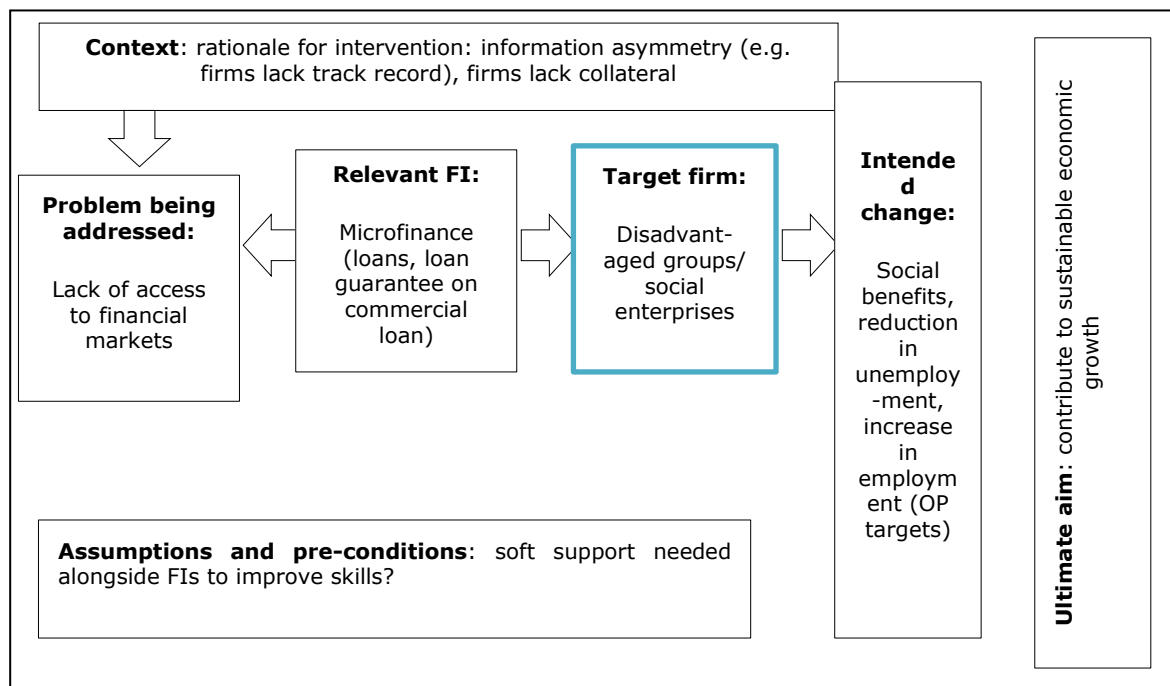 Context: rationale for intervention: information asymmetry (e.g.
firms lack track record), firms lack collateral
Problem being
addressed:
Lack of access
to financial
markets
Relevant FI:
Microfinance
(loans, loan
guarantee on
commercial
loan)
Target firm:
Disadvant-
aged groups/
social
enterprises
Intende
d
change:
Social
benefits,
reduction
in
unemploy
-ment,
increase
in
employm
ent (OP
targets)
Ultimate aim: contribute to sustainable economic
growth
Assumptions and pre-conditions: soft support needed
alongside FIs to improve skills?